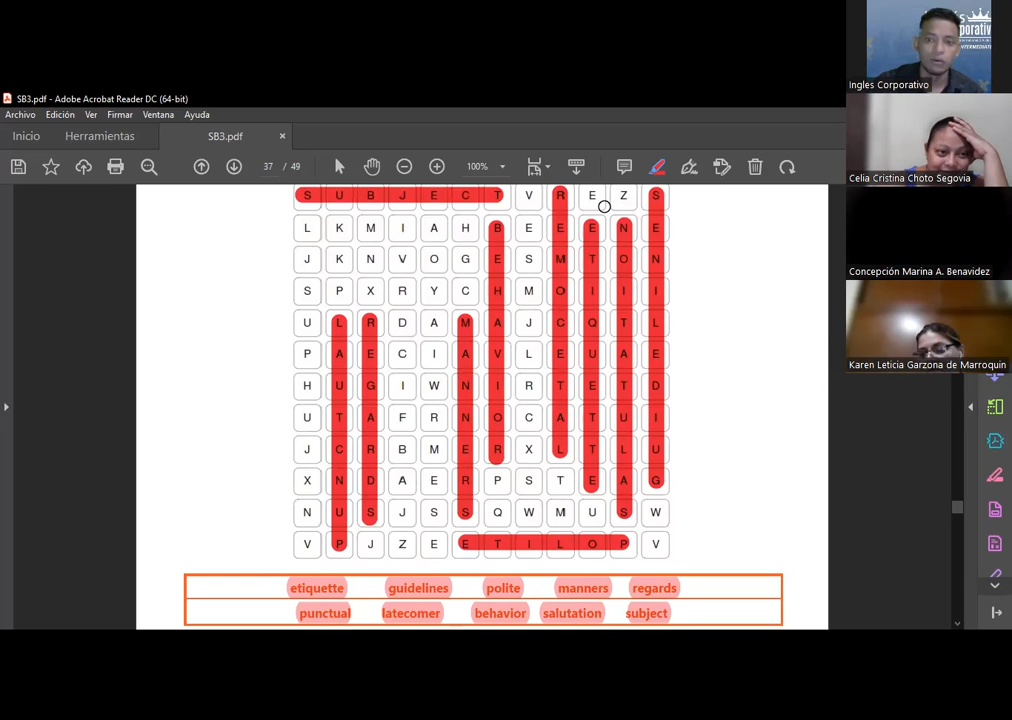 SB3.pdf - Adobe Acrobat Reader DC (64-bit)
Archivo Edición Ver Firmar Ventana Ayuda
Inicio Herramientas SB3.pdf ×
37 / 49 100%
S U B J E C T V R E Z S
L K M I A H B E E E N E
J K N V O G E S M T O N
S P X R Y C H M O I I I
U L R D A M A J C Q T L
P A E C I A V L E U A E
H U G I W N I R T E T D
U T A F R N O C A T U I
J C R B M E R X L T L U
X N D A E R P S T E A G
N U S J S S Q W M U S W
V P J Z E E T I L O P V
etiquette guidelines polite manners regards
punctual latecomer behavior salutation subject
Ingles Corporativo
Celia Cristina Choto Segovia
Concepción Marina A. Benavidez
Karen Leticia Garzona de Marroquin